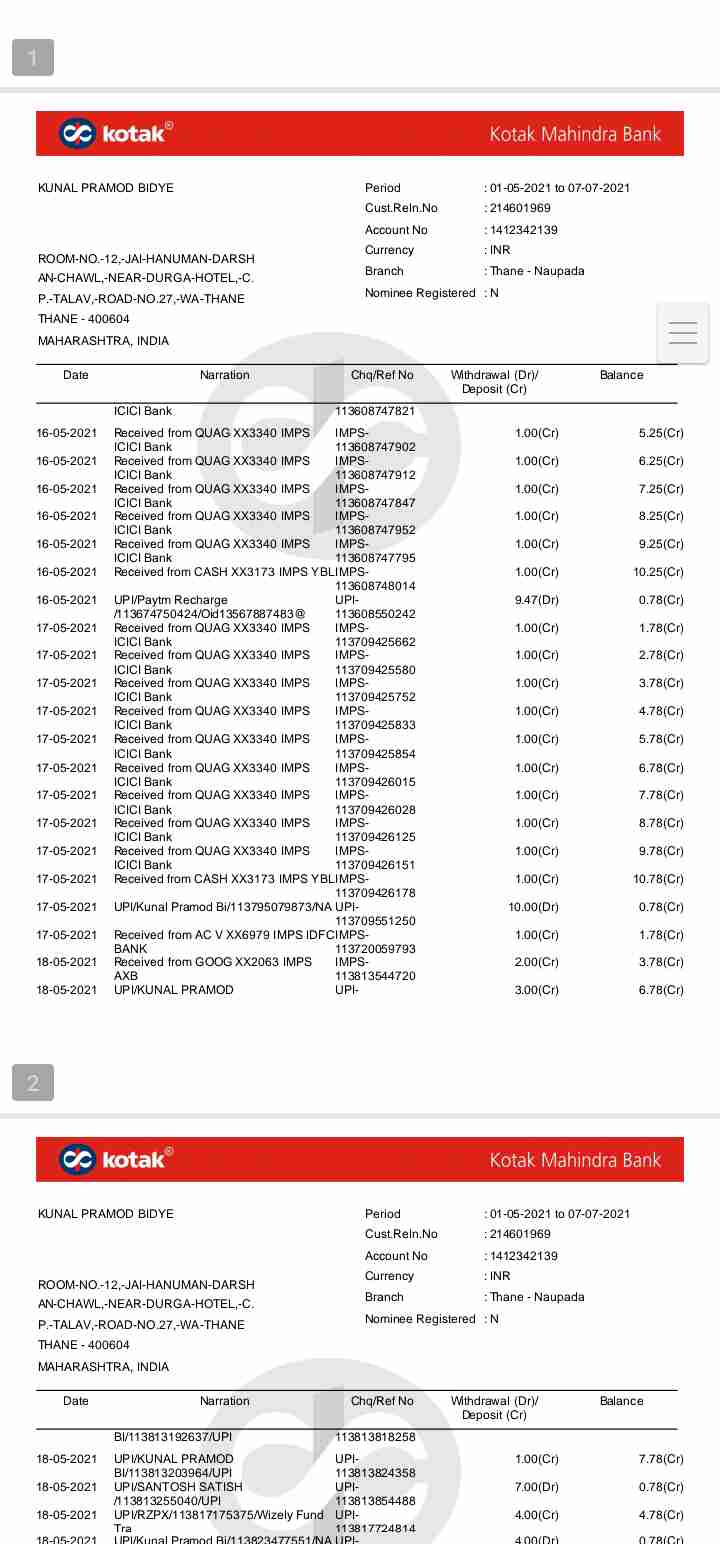 1
kotak®
Kotak Mahindra Bank
KUNAL PRAMOD BIDYE
Period : 01-05-2021 to 07-07-2021
Cust.Reln.No : 214601969
Account No : 1412342139
ROOM-NO.-12,-JAI-HANUMAN-DARSH
Currency : INR
AN-CHAWL,-NEAR-DURGA-HOTEL,-C.
Branch : Thane - Naupada
P.-TALAV,-ROAD-NO.27,-WA-THANE
Nominee Registered : N
THANE - 400604
MAHARASHTRA, INDIA
Date Narration Chq/Ref No Withdrawal (Dr)/ Balance
Deposit (Cr)
ICICI Bank 113608747821
16-05-2021 Received from QUAG XX3340 IMPS IMPS- 1.00(Cr) 5.25(Cr)
ICICI Bank 113608747902
16-05-2021 Received from QUAG XX3340 IMPS IMPS- 1.00(Cr) 6.25(Cr)
ICICI Bank 113608747912
16-05-2021 Received from QUAG XX3340 IMPS IMPS- 1.00(Cr) 7.25(Cr)
ICICI Bank 113608747847
16-05-2021 Received from QUAG XX3340 IMPS IMPS- 1.00(Cr) 8.25(Cr)
ICICI Bank 113608747952
16-05-2021 Received from QUAG XX3340 IMPS IMPS- 1.00(Cr) 9.25(Cr)
ICICI Bank 113608747795
16-05-2021 Received from CASH XX3173 IMPS YBLIMPS- 1.00(Cr) 10.25(Cr)
113608748014
16-05-2021 UPI/Paytm Recharge UPI- 9.47(Dr) 0.78(Cr)
/113674750424/Oid13567887483@ 113608550242
17-05-2021 Received from QUAG XX3340 IMPS IMPS- 1.00(Cr) 1.78(Cr)
ICICI Bank 113709425662
17-05-2021 Received from QUAG XX3340 IMPS IMPS- 1.00(Cr) 2.78(Cr)
ICICI Bank 113709425580
17-05-2021 Received from QUAG XX3340 IMPS IMPS- 1.00(Cr) 3.78(Cr)
ICICI Bank 113709425752
17-05-2021 Received from QUAG XX3340 IMPS IMPS- 1.00(Cr) 4.78(Cr)
ICICI Bank 113709425833
17-05-2021 Received from QUAG XX3340 IMPS IMPS- 1.00(Cr) 5.78(Cr)
ICICI Bank 113709425854
17-05-2021 Received from QUAG XX3340 IMPS IMPS- 1.00(Cr) 6.78(Cr)
ICICI Bank 113709426015
17-05-2021 Received from QUAG XX3340 IMPS IMPS- 1.00(Cr) 7.78(Cr)
ICICI Bank 113709426028
17-05-2021 Received from QUAG XX3340 IMPS IMPS- 1.00(Cr) 8.78(Cr)
ICICI Bank 113709426125
17-05-2021 Received from QUAG XX3340 IMPS IMPS- 1.00(Cr) 9.78(Cr)
ICICI Bank 113709426151
17-05-2021 Received from CASH XX3173 IMPS YBLIMPS- 1.00(Cr) 10.78(Cr)
113709426178
17-05-2021 UPI/Kunal Pramod Bi/113795079873/NA UPI- 10.00(Dr) 0.78(Cr)
113709551250
17-05-2021 Received from AC V XX6979 IMPS IDFCIMPS- 1.00(Cr) 1.78(Cr)
BANK 113720059793
18-05-2021 Received from GOOG XX2063 IMPS IMPS- 2.00(Cr) 3.78(Cr)
AXB 113813544720
18-05-2021 UPI/KUNAL PRAMOD UPI- 3.00(Cr) 6.78(Cr)
2
kotak®
Kotak Mahindra Bank
KUNAL PRAMOD BIDYE
Period : 01-05-2021 to 07-07-2021
Cust.Reln.No : 214601969
Account No : 1412342139
ROOM-NO.-12,-JAI-HANUMAN-DARSH
Currency : INR
AN-CHAWL,-NEAR-DURGA-HOTEL,-C.
Branch : Thane - Naupada
P.-TALAV,-ROAD-NO.27,-WA-THANE
Nominee Registered : N
THANE - 400604
MAHARASHTRA, INDIA
Date Narration Chq/Ref No Withdrawal (Dr)/ Balance
Deposit (Cr)
BI/113813192637/UPI 113813818258
18-05-2021 UPI/KUNAL PRAMOD UPI- 1.00(Cr) 7.78(Cr)
BI/113813203964/UPI 113813824358
18-05-2021 UPI/SANTOSH SATISH UPI- 7.00(Dr) 0.78(Cr)
/113813255040/UPI 113813854488
18-05-2021 UPI/RZPX/113817175375/Wizely Fund UPI- 4.00(Cr) 4.78(Cr)
Tra 113817724814
18-05-2021 UPI/Kunal Pramod Bi/113823477551/NA UPI- 4.00(Dr) 0.78(Cr)